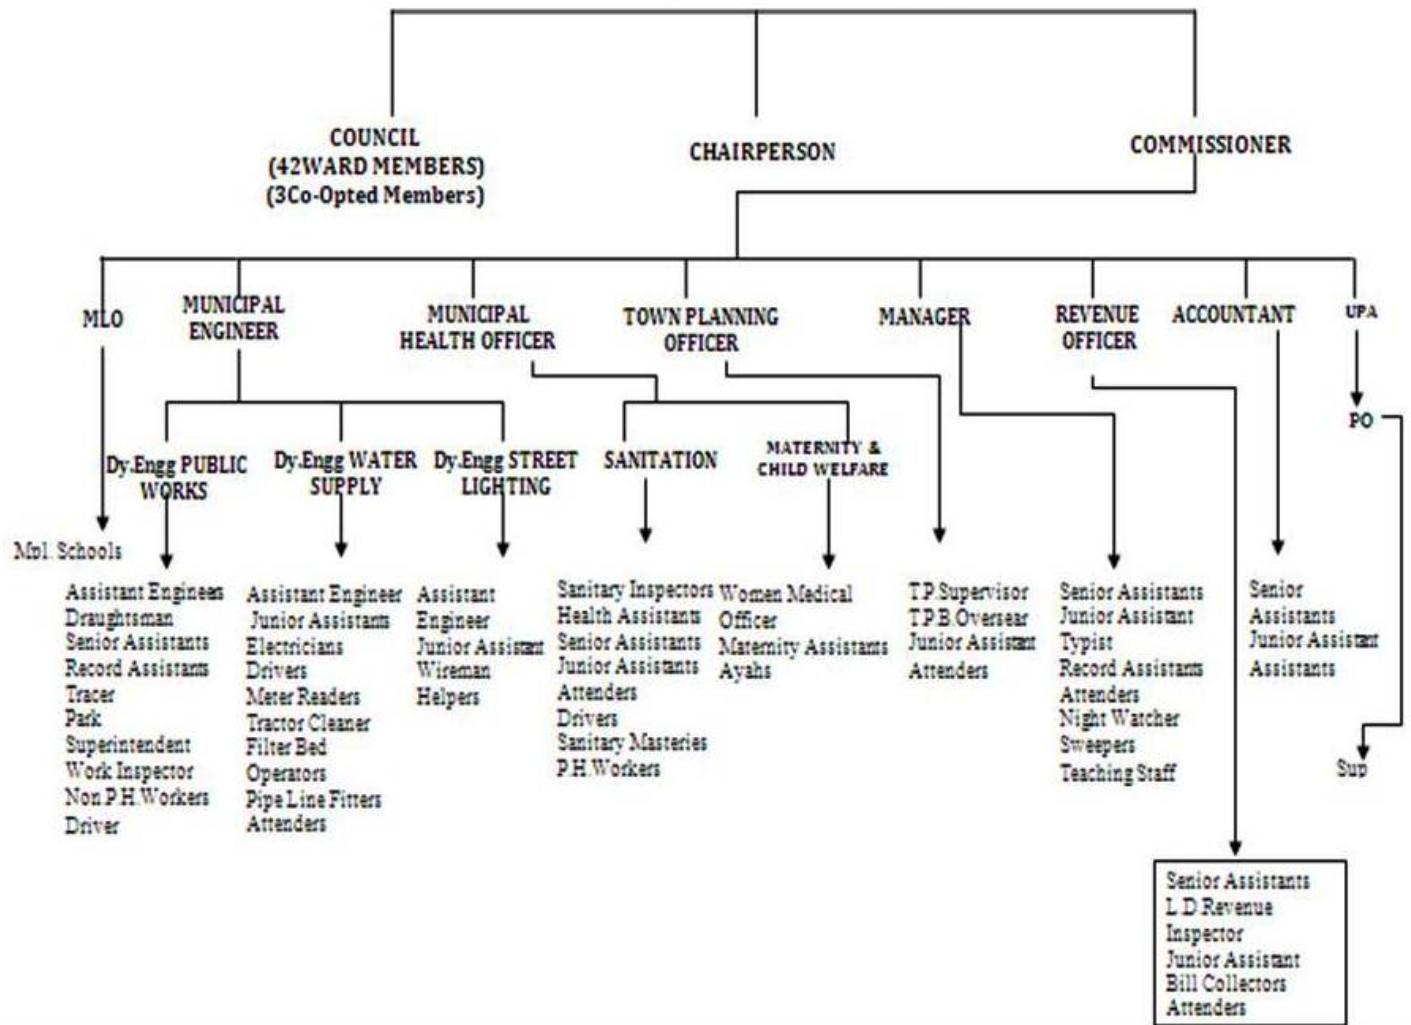 COUNCIL
(42WARD MEMBERS)
(3Co-Opted Members)
CHAIRPERSON
COMMISSIONER
MLO
MUNICIPAL
ENGINEER
MUNICIPAL
HEALTH OFFICER
TOWN PLANNING
OFFICER
MANAGER
REVENUE
OFFICER
ACCOUNTANT
UPA
PO
Dy.Engg PUBLIC
WORKS
Dy.Engg WATER
SUPPLY
Dy.Engg STREET
LIGHTING
SANITATION
MATERNITY &
CHILD WELFARE
Mpl. Schools
Assistant Engineers
Draughtsman
Senior Assistants
Record Assistants
Tracer
Park
Superintendent
Work Inspector
Non P.H.Workers
Driver
Assistant Engineer
Junior Assistants
Electricians
Drivers
Meter Readers
Tractor Cleaner
Filter Bed
Operators
Pipe Line Fitters
Attenders
Assistant
Engineer
Junior Assistant
Wireman
Helpers
Sanitary Inspectors
Health Assistants
Senior Assistants
Junior Assistants
Attenders
Drivers
Sanitary Masteries
P.H.Workers
Women Medical
Officer
Maternity Assistants
Ayahs
T.P.Supervisor
T.P.B.Oversear
Junior Assistant
Attenders
Senior Assistants
Junior Assistant
Typist
Record Assistants
Attenders
Night Watcher
Sweepers
Teaching Staff
Senior
Assistants
Junior Assistant
Assistants
Sup
Senior Assistants
L.D.Revenue
Inspector
Junior Assistant
Bill Collectors
Attenders